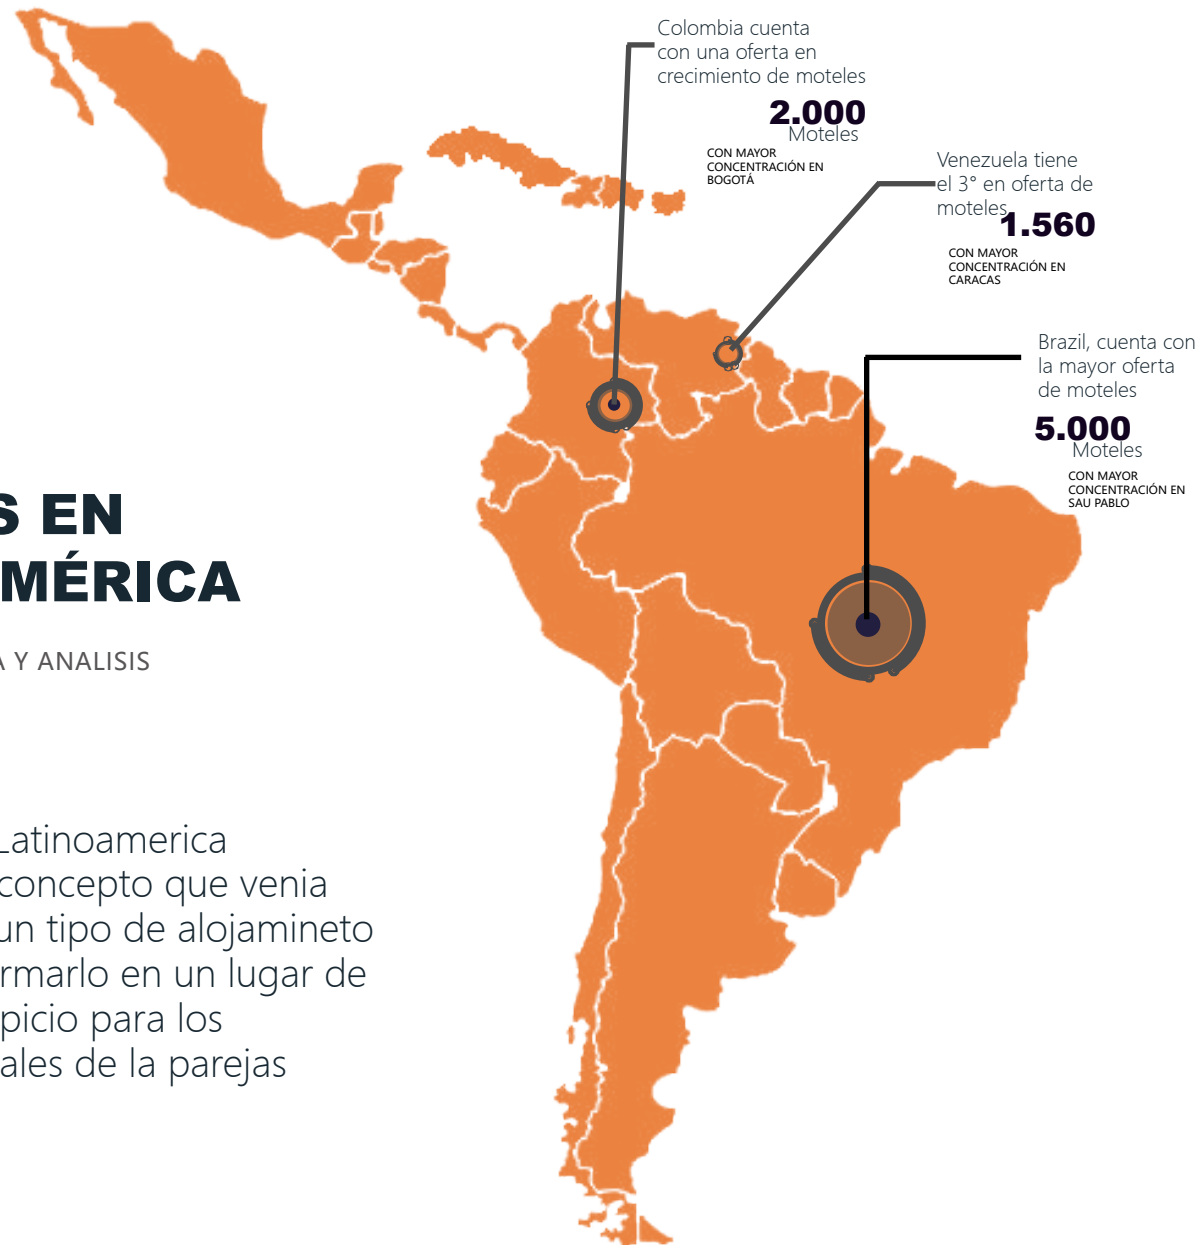 Colombia cuenta
con una oferta en
crecimiento de moteles
2.000
Moteles
CON MAYOR
CONCENTRACIÓN EN
BOGOTÁ
Venezuela tiene
el 3° en oferta de
moteles
1.560
CON MAYOR
CONCENTRACIÓN EN
CARACAS
Brazil, cuenta con
la mayor oferta
de moteles
5.000
Moteles
CON MAYOR
CONCENTRACIÓN EN
SAU PABLO
S EN
MÉRICA
A Y ANALISIS
Latinoamerica
concepto que venia
un tipo de alojamineto
rmarlo en un lugar de
picio para los
ales de la parejas